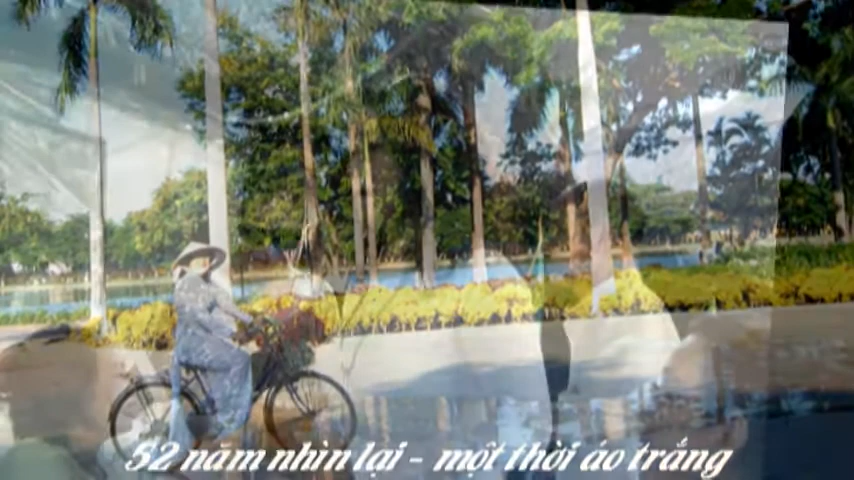 52 năm nhìn lại - một thời áo trắng